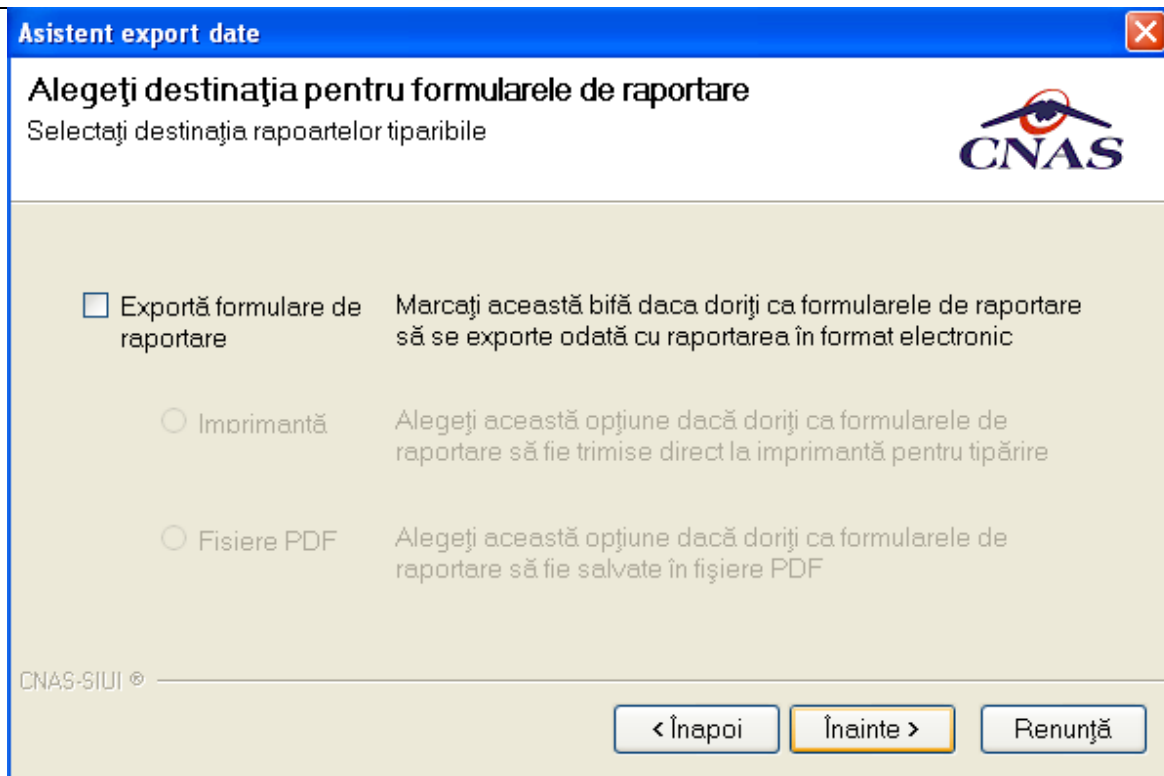 Asistent export date
Alegeţi destinaţia pentru formularele de raportare
Selectaţi destinaţia rapoartelor tiparibile
CNAS
Exportă formulare de
raportare
Marcaţi această bifă daca doriţi ca formularele de raportare
să se exporte odată cu raportarea în format electronic
Imprimantă
Alegeţi această opţiune dacă doriţi ca formularele de
raportare să fie trimise direct la imprimantă pentru tipărire
Fisiere PDF
Alegeţi această opţiune dacă doriţi ca formularele de
raportare să fie salvate în fişiere PDF
CNAS-SIUI ®
< Înapoi
Înainte >
Renunţă